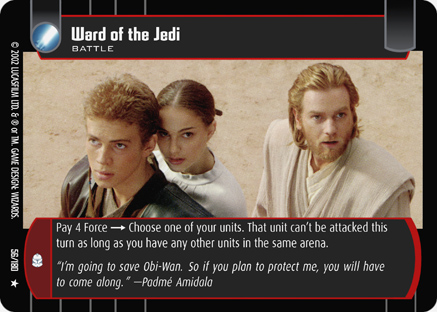 Ward of the Jedi
BATTLE
Pay 4 Force → Choose one of your units. That unit can't be attacked this
turn as long as you have any other units in the same arena.
"I'm going to save Obi-Wan. So if you plan to protect me, you will have
to come along." —Padmé Amidala
© 2002 LUCASFILM LTD. & ® or TM. GAME DESIGN: WIZARDS.
56/180 ★